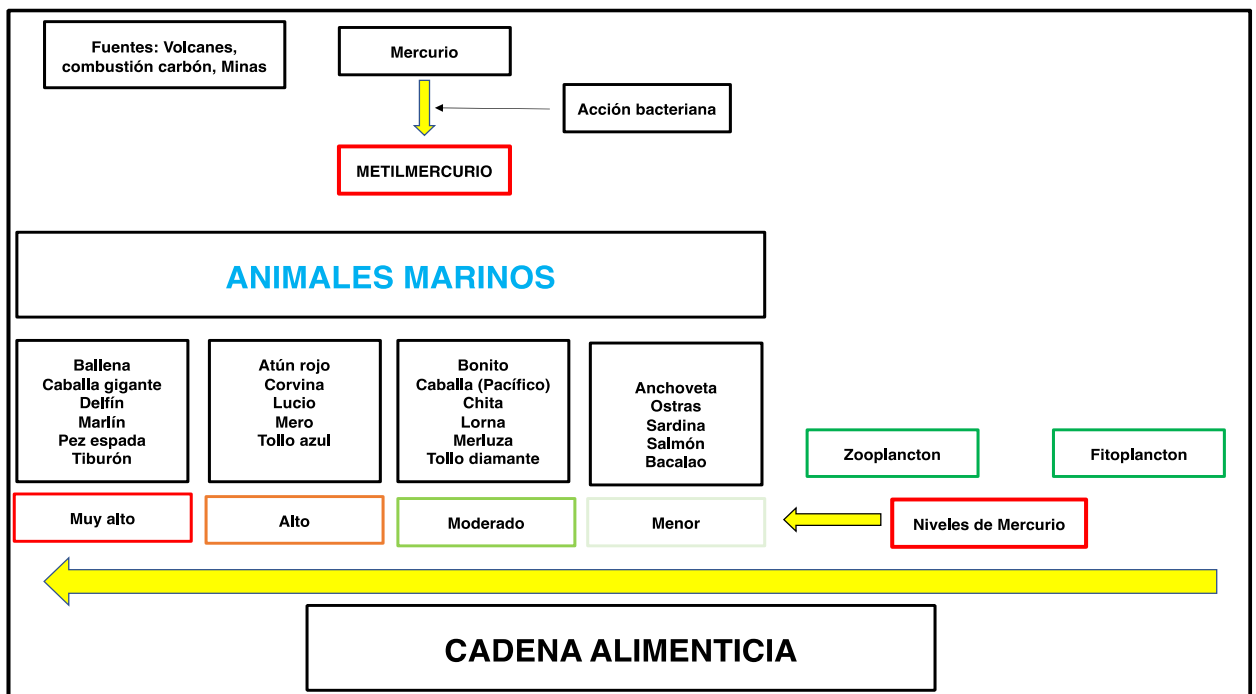 Fuentes: Volcanes,
combustión carbón, Minas
Mercurio
Acción bacteriana
METILMERCURIO
ANIMALES MARINOS
Ballena
Caballa gigante
Delfín
Marlín
Pez espada
Tiburón
Atún rojo
Corvina
Lucio
Mero
Tollo azul
Bonito
Caballa (Pacífico)
Chita
Lorna
Merluza
Tollo diamante
Anchoveta
Ostras
Sardina
Salmón
Bacalao
Zooplancton
Fitoplancton
Muy alto
Alto
Moderado
Menor
Niveles de Mercurio
CADENA ALIMENTICIA